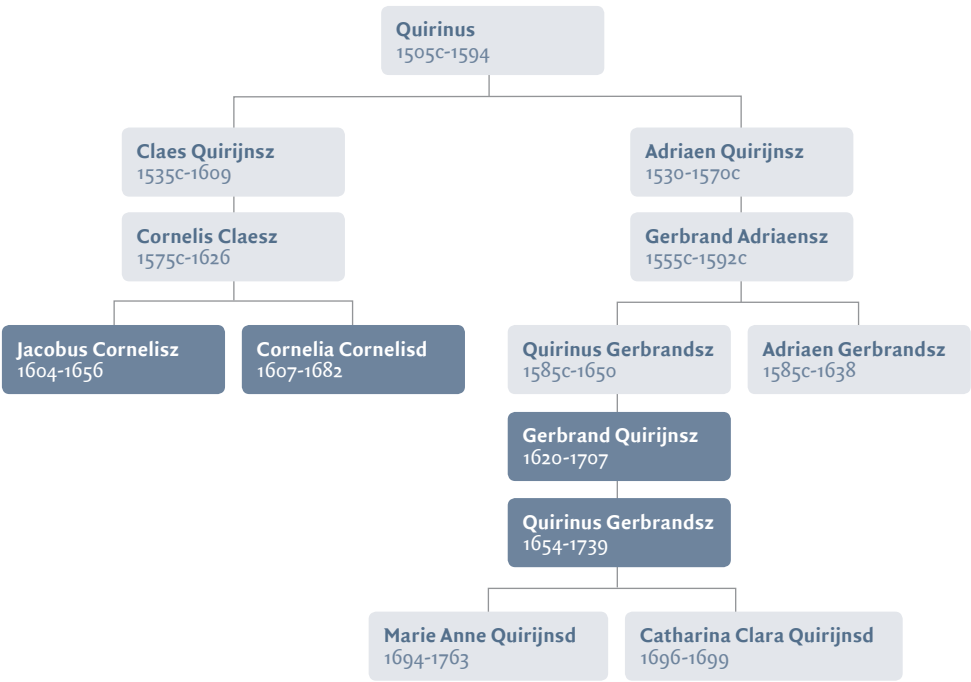 Quirinus
1505c-1594
Claes Quirijnsz
1535c-1609
Adriaen Quirijnsz
1530-1570c
Cornelis Claesz
1575c-1626
Gerbrand Adriaensz
1555c-1592c
Jacobus Cornelisz
1604-1656
Cornelia Cornelisd
1607-1682
Quirinus Gerbrandsz
1585c-1650
Adriaen Gerbrandsz
1585c-1638
Gerbrand Quirijnsz
1620-1707
Quirinus Gerbrandsz
1654-1739
Marie Anne Quirijnsd
1694-1763
Catharina Clara Quirijnsd
1696-1699